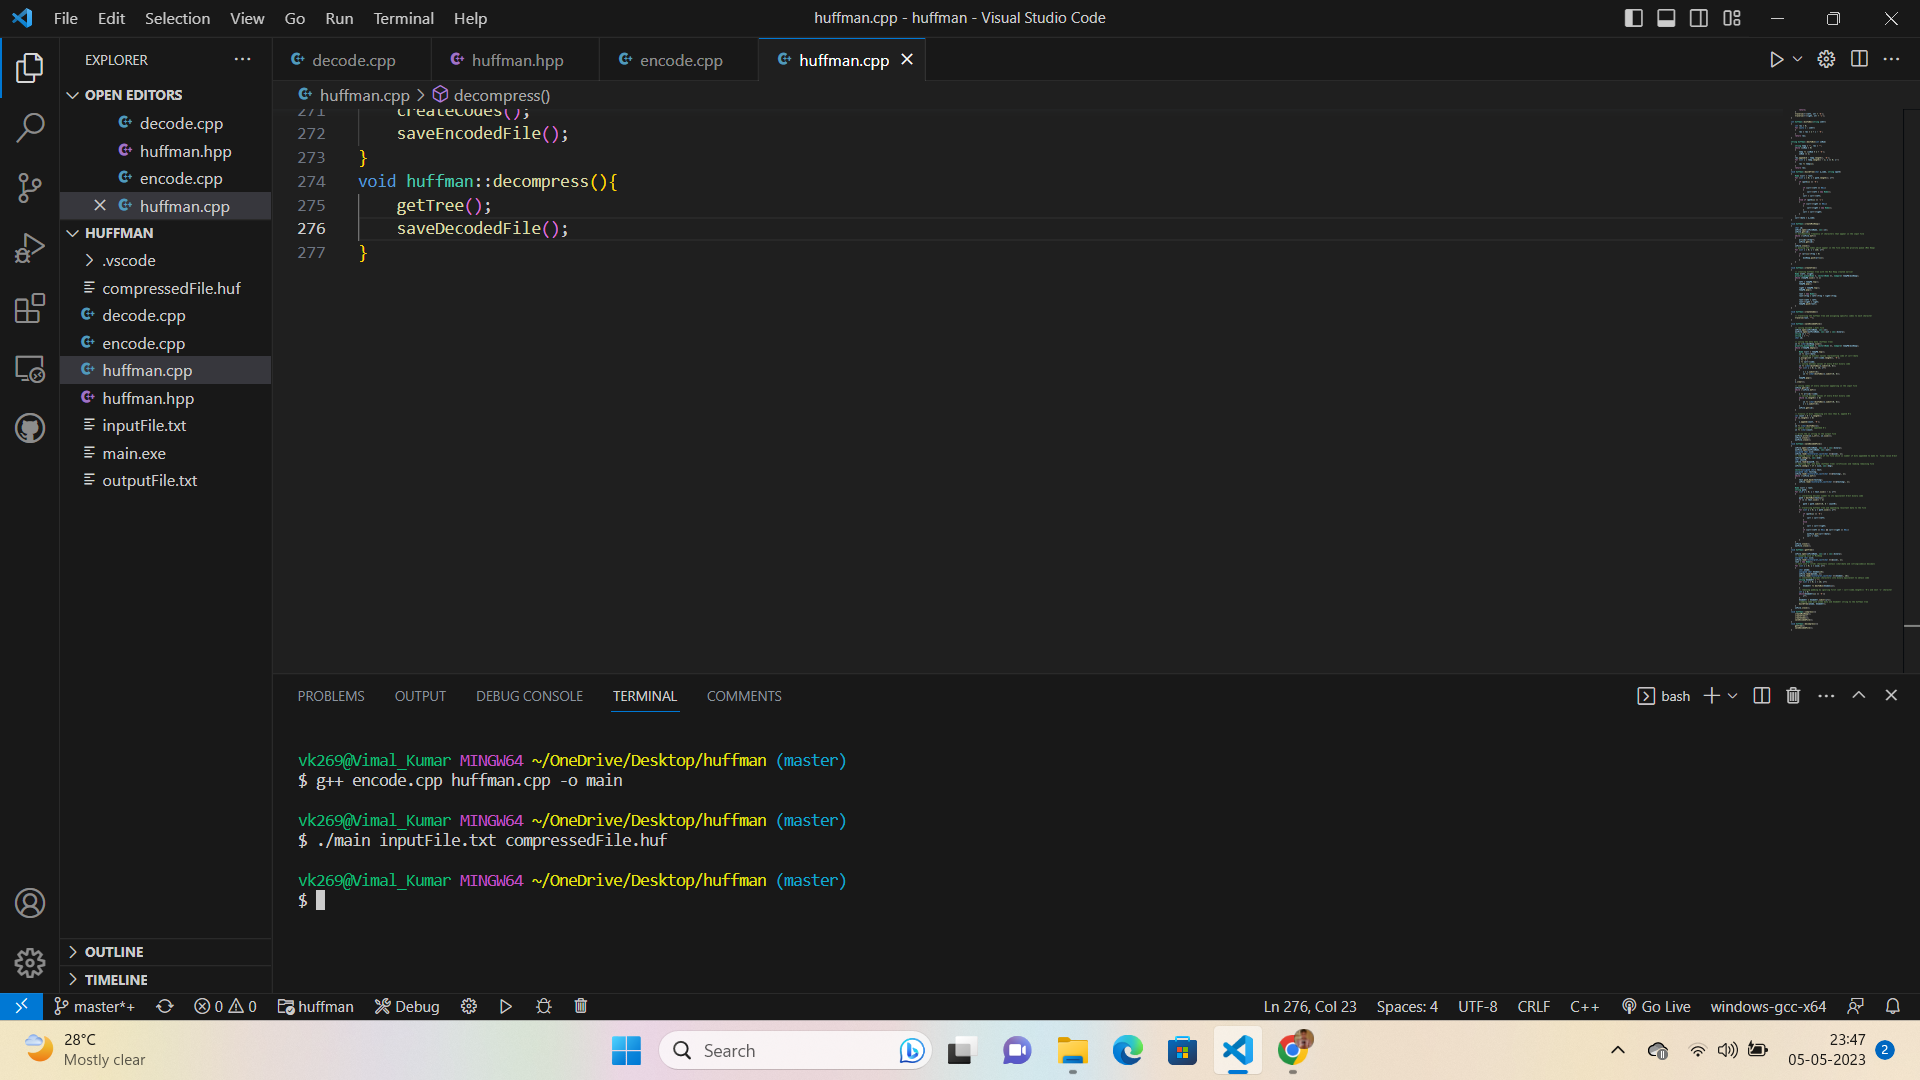 File Edit Selection View Go Run Terminal Help
huffman.cpp - huffman - Visual Studio Code
EXPLORER
OPEN EDITORS
decode.cpp
huffman.hpp
encode.cpp
huffman.cpp
HUFFMAN
.vscode
compressedFile.huf
decode.cpp
encode.cpp
huffman.cpp
huffman.hpp
inputFile.txt
main.exe
outputFile.txt
OUTLINE
TIMELINE
decode.cpp huffman.hpp encode.cpp huffman.cpp
huffman.cpp > decompress()
271 createCodes();
272 saveEncodedFile();
273 }
274 void huffman::decompress(){
275 getTree();
276 saveDecodedFile();
277 }
PROBLEMS OUTPUT DEBUG CONSOLE TERMINAL COMMENTS
bash
vk269@Vimal_Kumar MINGW64 ~/OneDrive/Desktop/huffman (master)
$ g++ encode.cpp huffman.cpp -o main
vk269@Vimal_Kumar MINGW64 ~/OneDrive/Desktop/huffman (master)
$ ./main inputFile.txt compressedFile.huf
vk269@Vimal_Kumar MINGW64 ~/OneDrive/Desktop/huffman (master)
$
master*+ 0 0 huffman Debug
Ln 276, Col 23 Spaces: 4 UTF-8 CRLF C++ Go Live windows-gcc-x64
28°C
Mostly clear
Search
23:47
05-05-2023
2